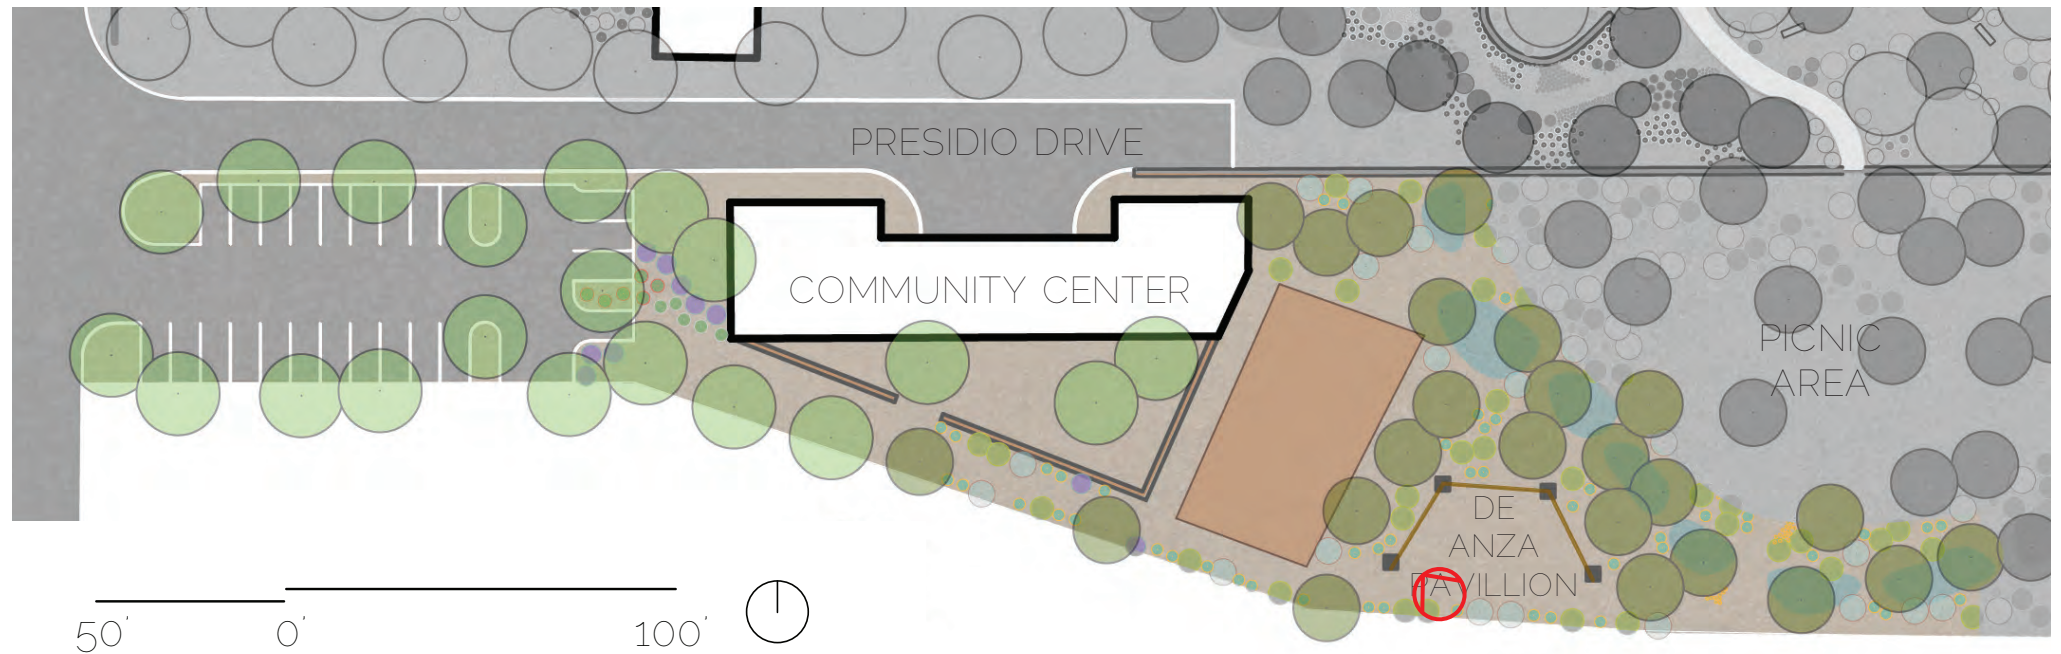 PRESIDIO DRIVE
COMMUNITY CENTER
PICNIC
AREA
DE
ANZA
PAVILLION
50' 0' 100'